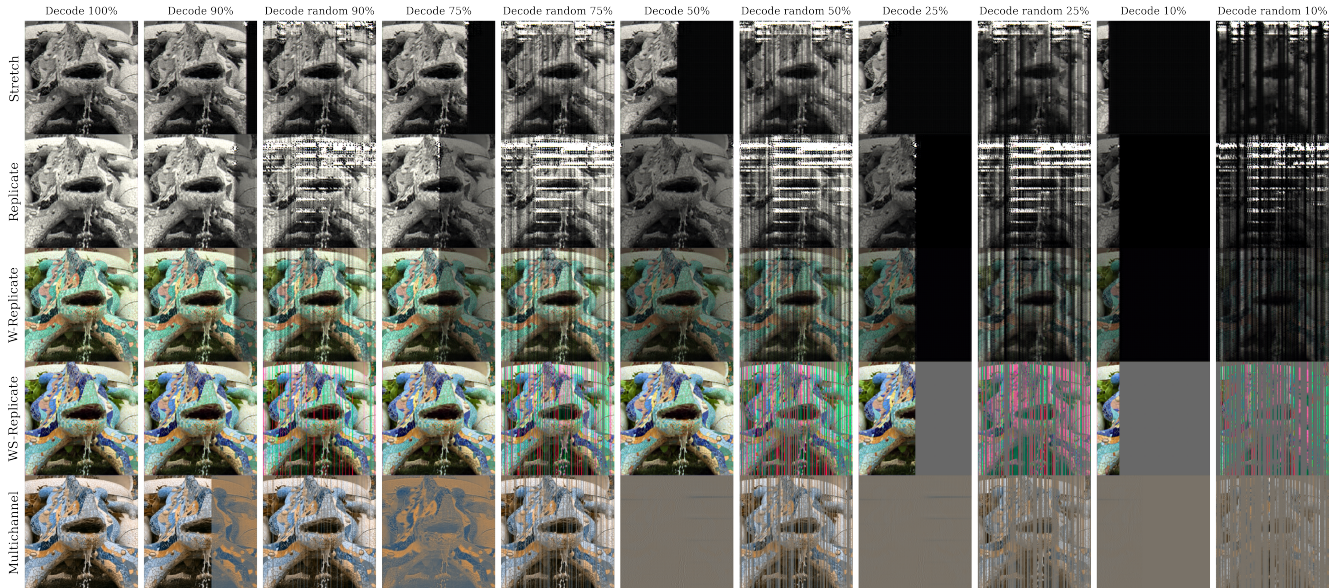 Decode 100%
Decode 90%
Decode random 90%
Decode 75%
Decode random 75%
Decode 50%
Decode random 50%
Decode 25%
Decode random 25%
Decode 10%
Decode random 10%
Stretch
Replicate
W-Replicate
WS-Replicate
Multichannel